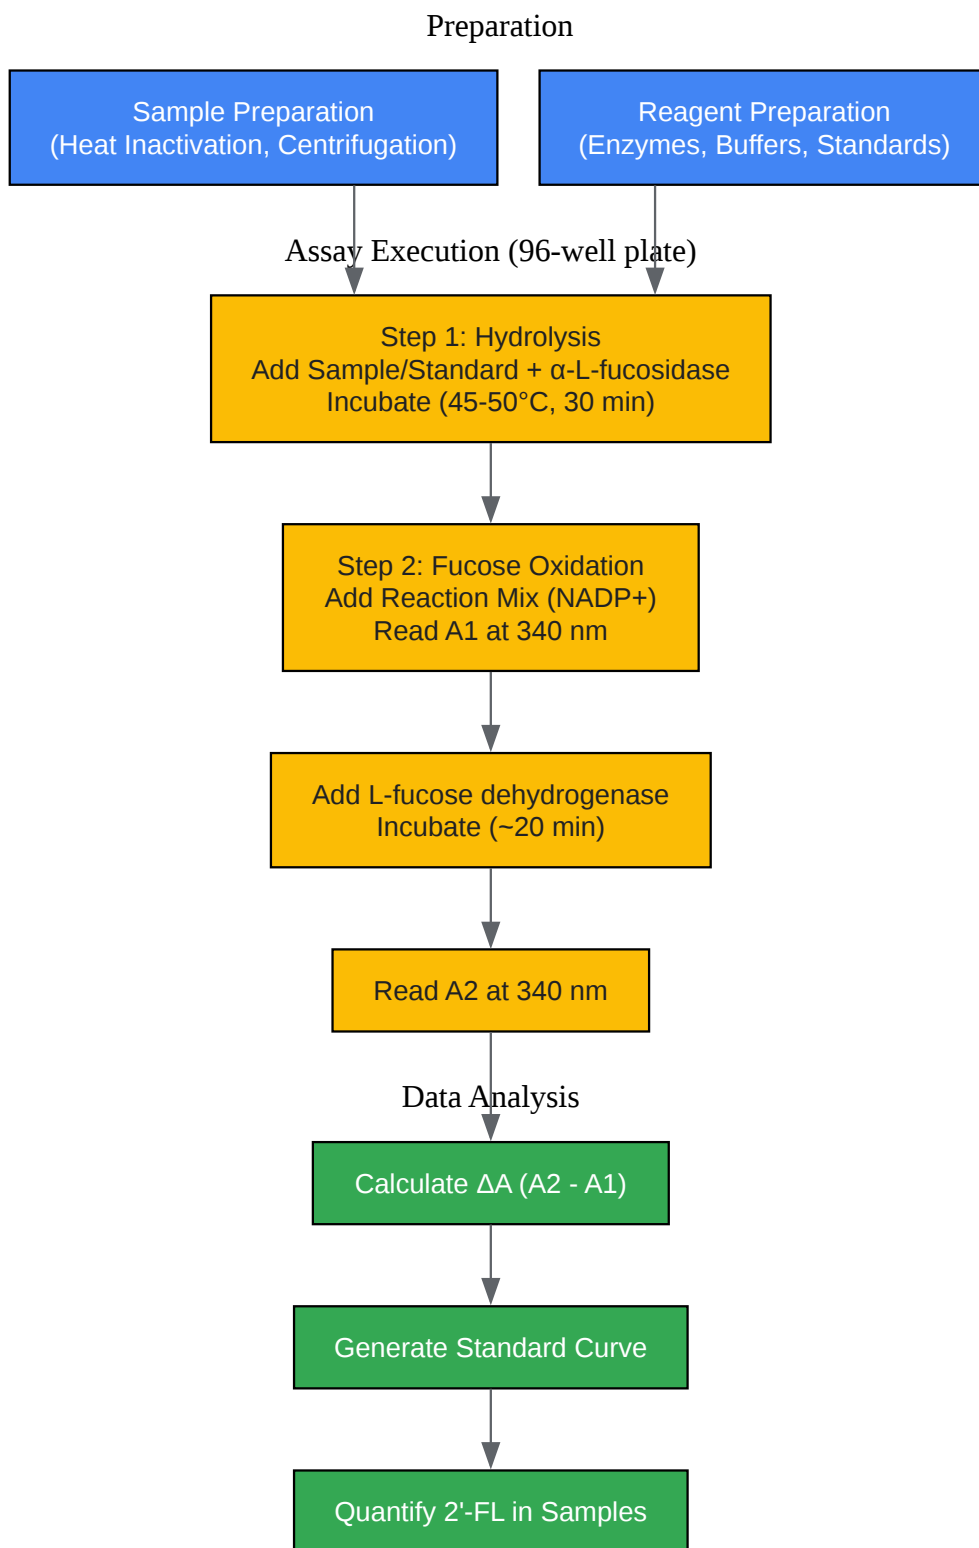 Preparation
Sample Preparation
(Heat Inactivation, Centrifugation)
Reagent Preparation
(Enzymes, Buffers, Standards)
Assay Execution (96-well plate)
Step 1: Hydrolysis
Add Sample/Standard + α-L-fucosidase
Incubate (45-50°C, 30 min)
Step 2: Fucose Oxidation
Add Reaction Mix (NADP+)
Read A1 at 340 nm
Add L-fucose dehydrogenase
Incubate (~20 min)
Read A2 at 340 nm
Data Analysis
Calculate ΔA (A2 - A1)
Generate Standard Curve
Quantify 2'-FL in Samples